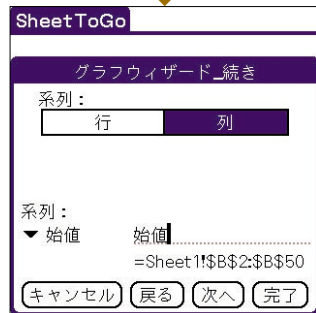 SheetToGo
グラフウィザード_続き
系列：
行 列
系列：
▼ 始値 始値
=Sheet1!$B$2:$B$50
キャンセル 戻る 次へ 完了